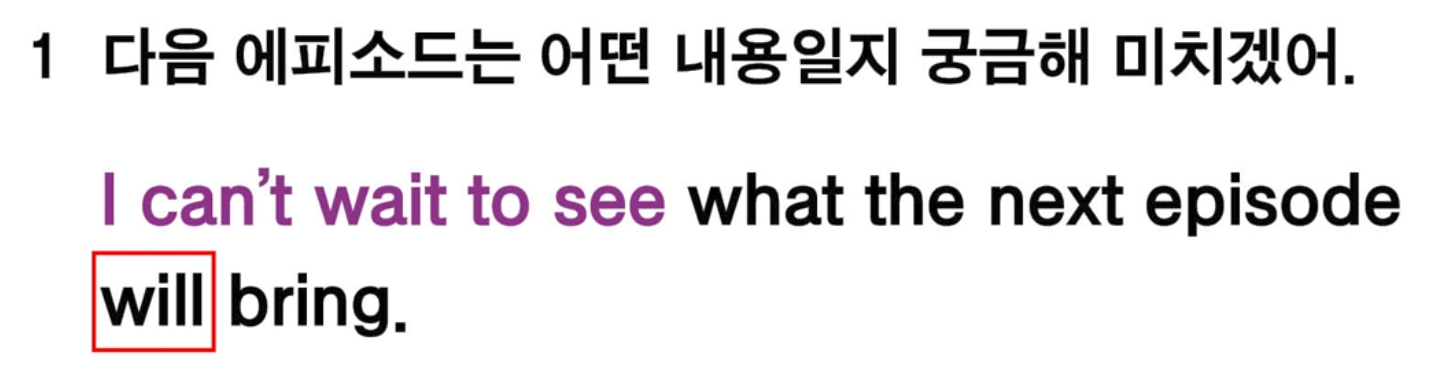 1 다음 에피소드는 어떤 내용일지 궁금해 미치겠어.
I can't wait to see what the next episode
will bring.